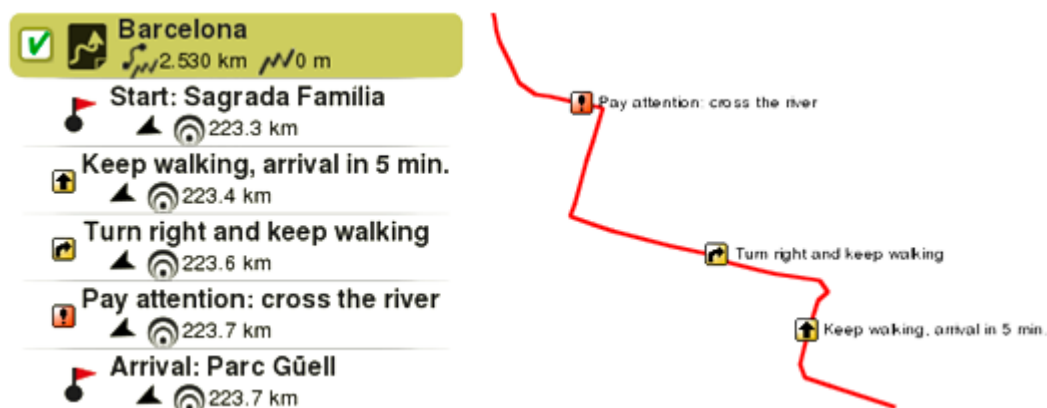 Barcelona
2.530 km 0 m
Start: Sagrada Família
223.3 km
Keep walking, arrival in 5 min.
223.4 km
Turn right and keep walking
223.6 km
Pay attention: cross the river
223.7 km
Arrival: Parc Güell
223.7 km
Pay attention: cross the river
Turn right and keep walking
Keep walking, arrival in 5 min.